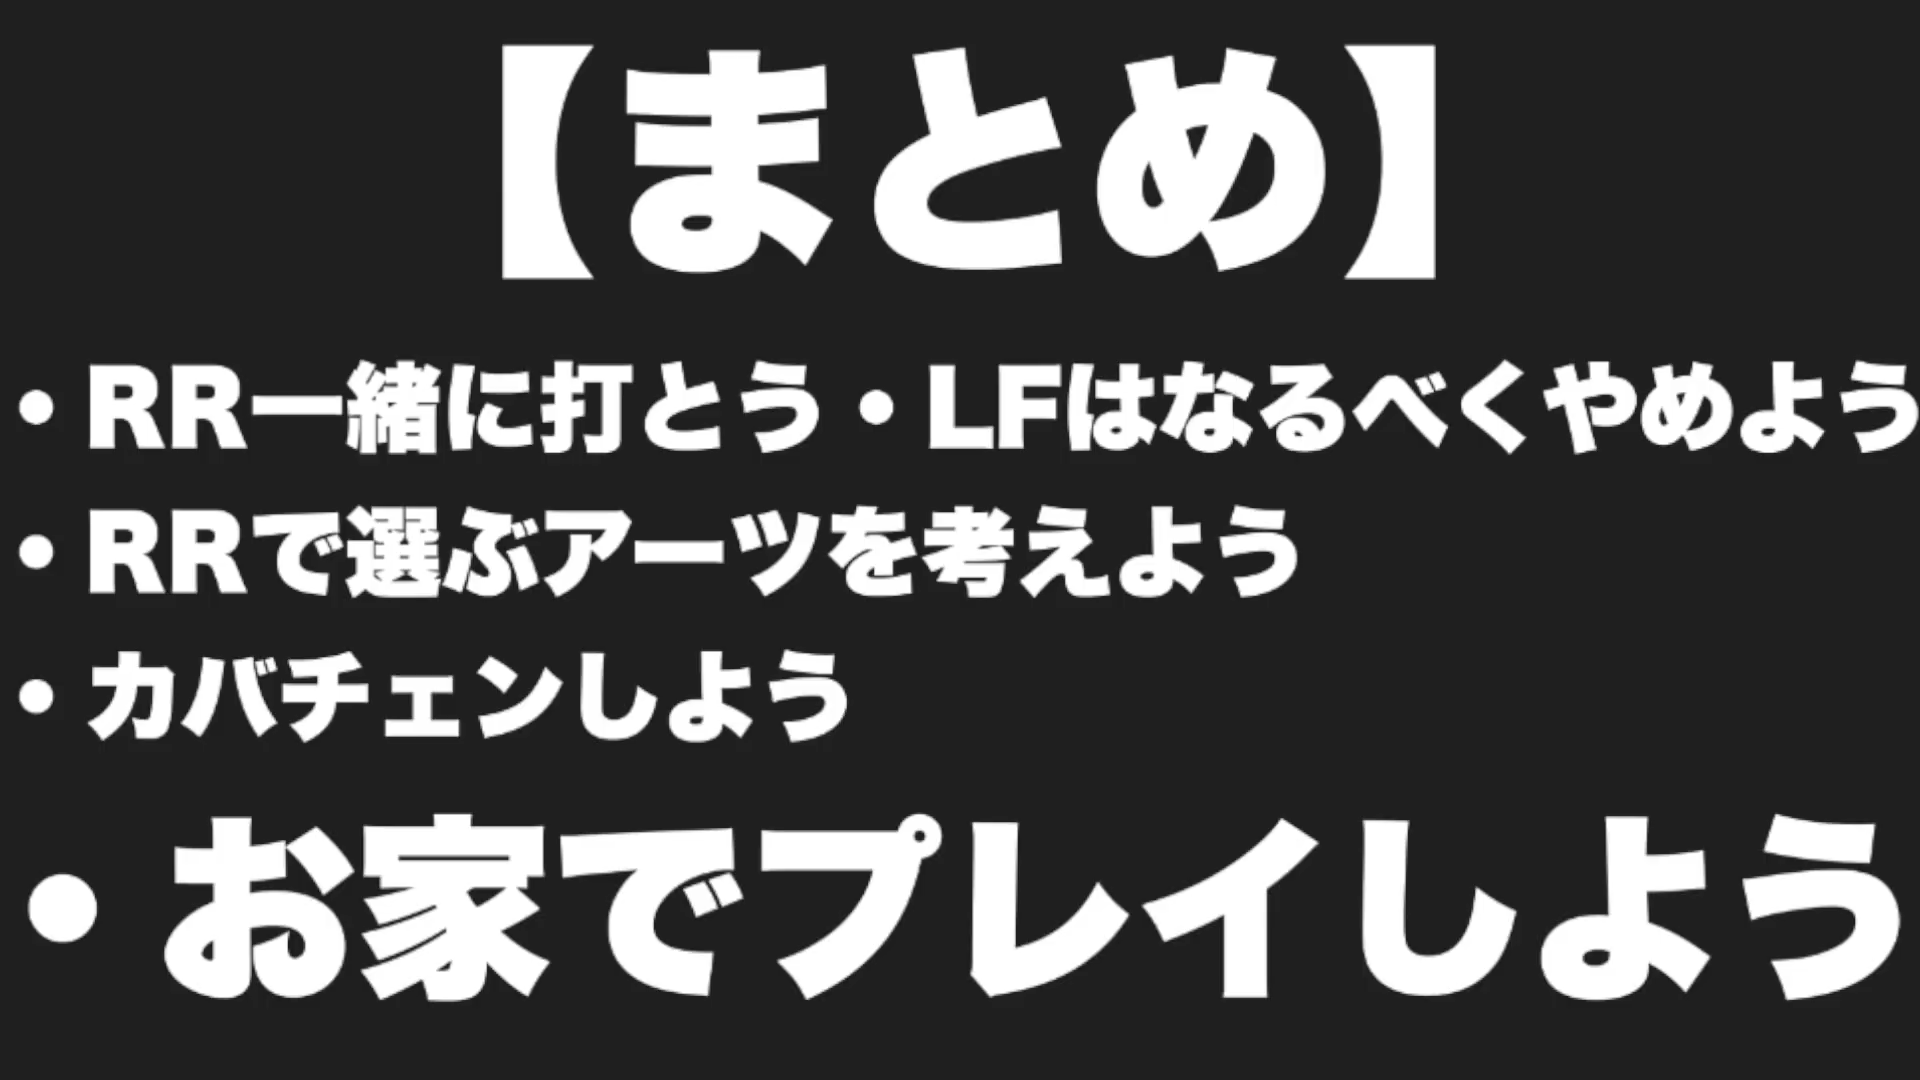 【まとめ】
・RR一緒に打とう・LFはなるべくやめよう
・RRで選ぶアーツを考えよう
・カバチェンしよう
・お家でプレイしよう